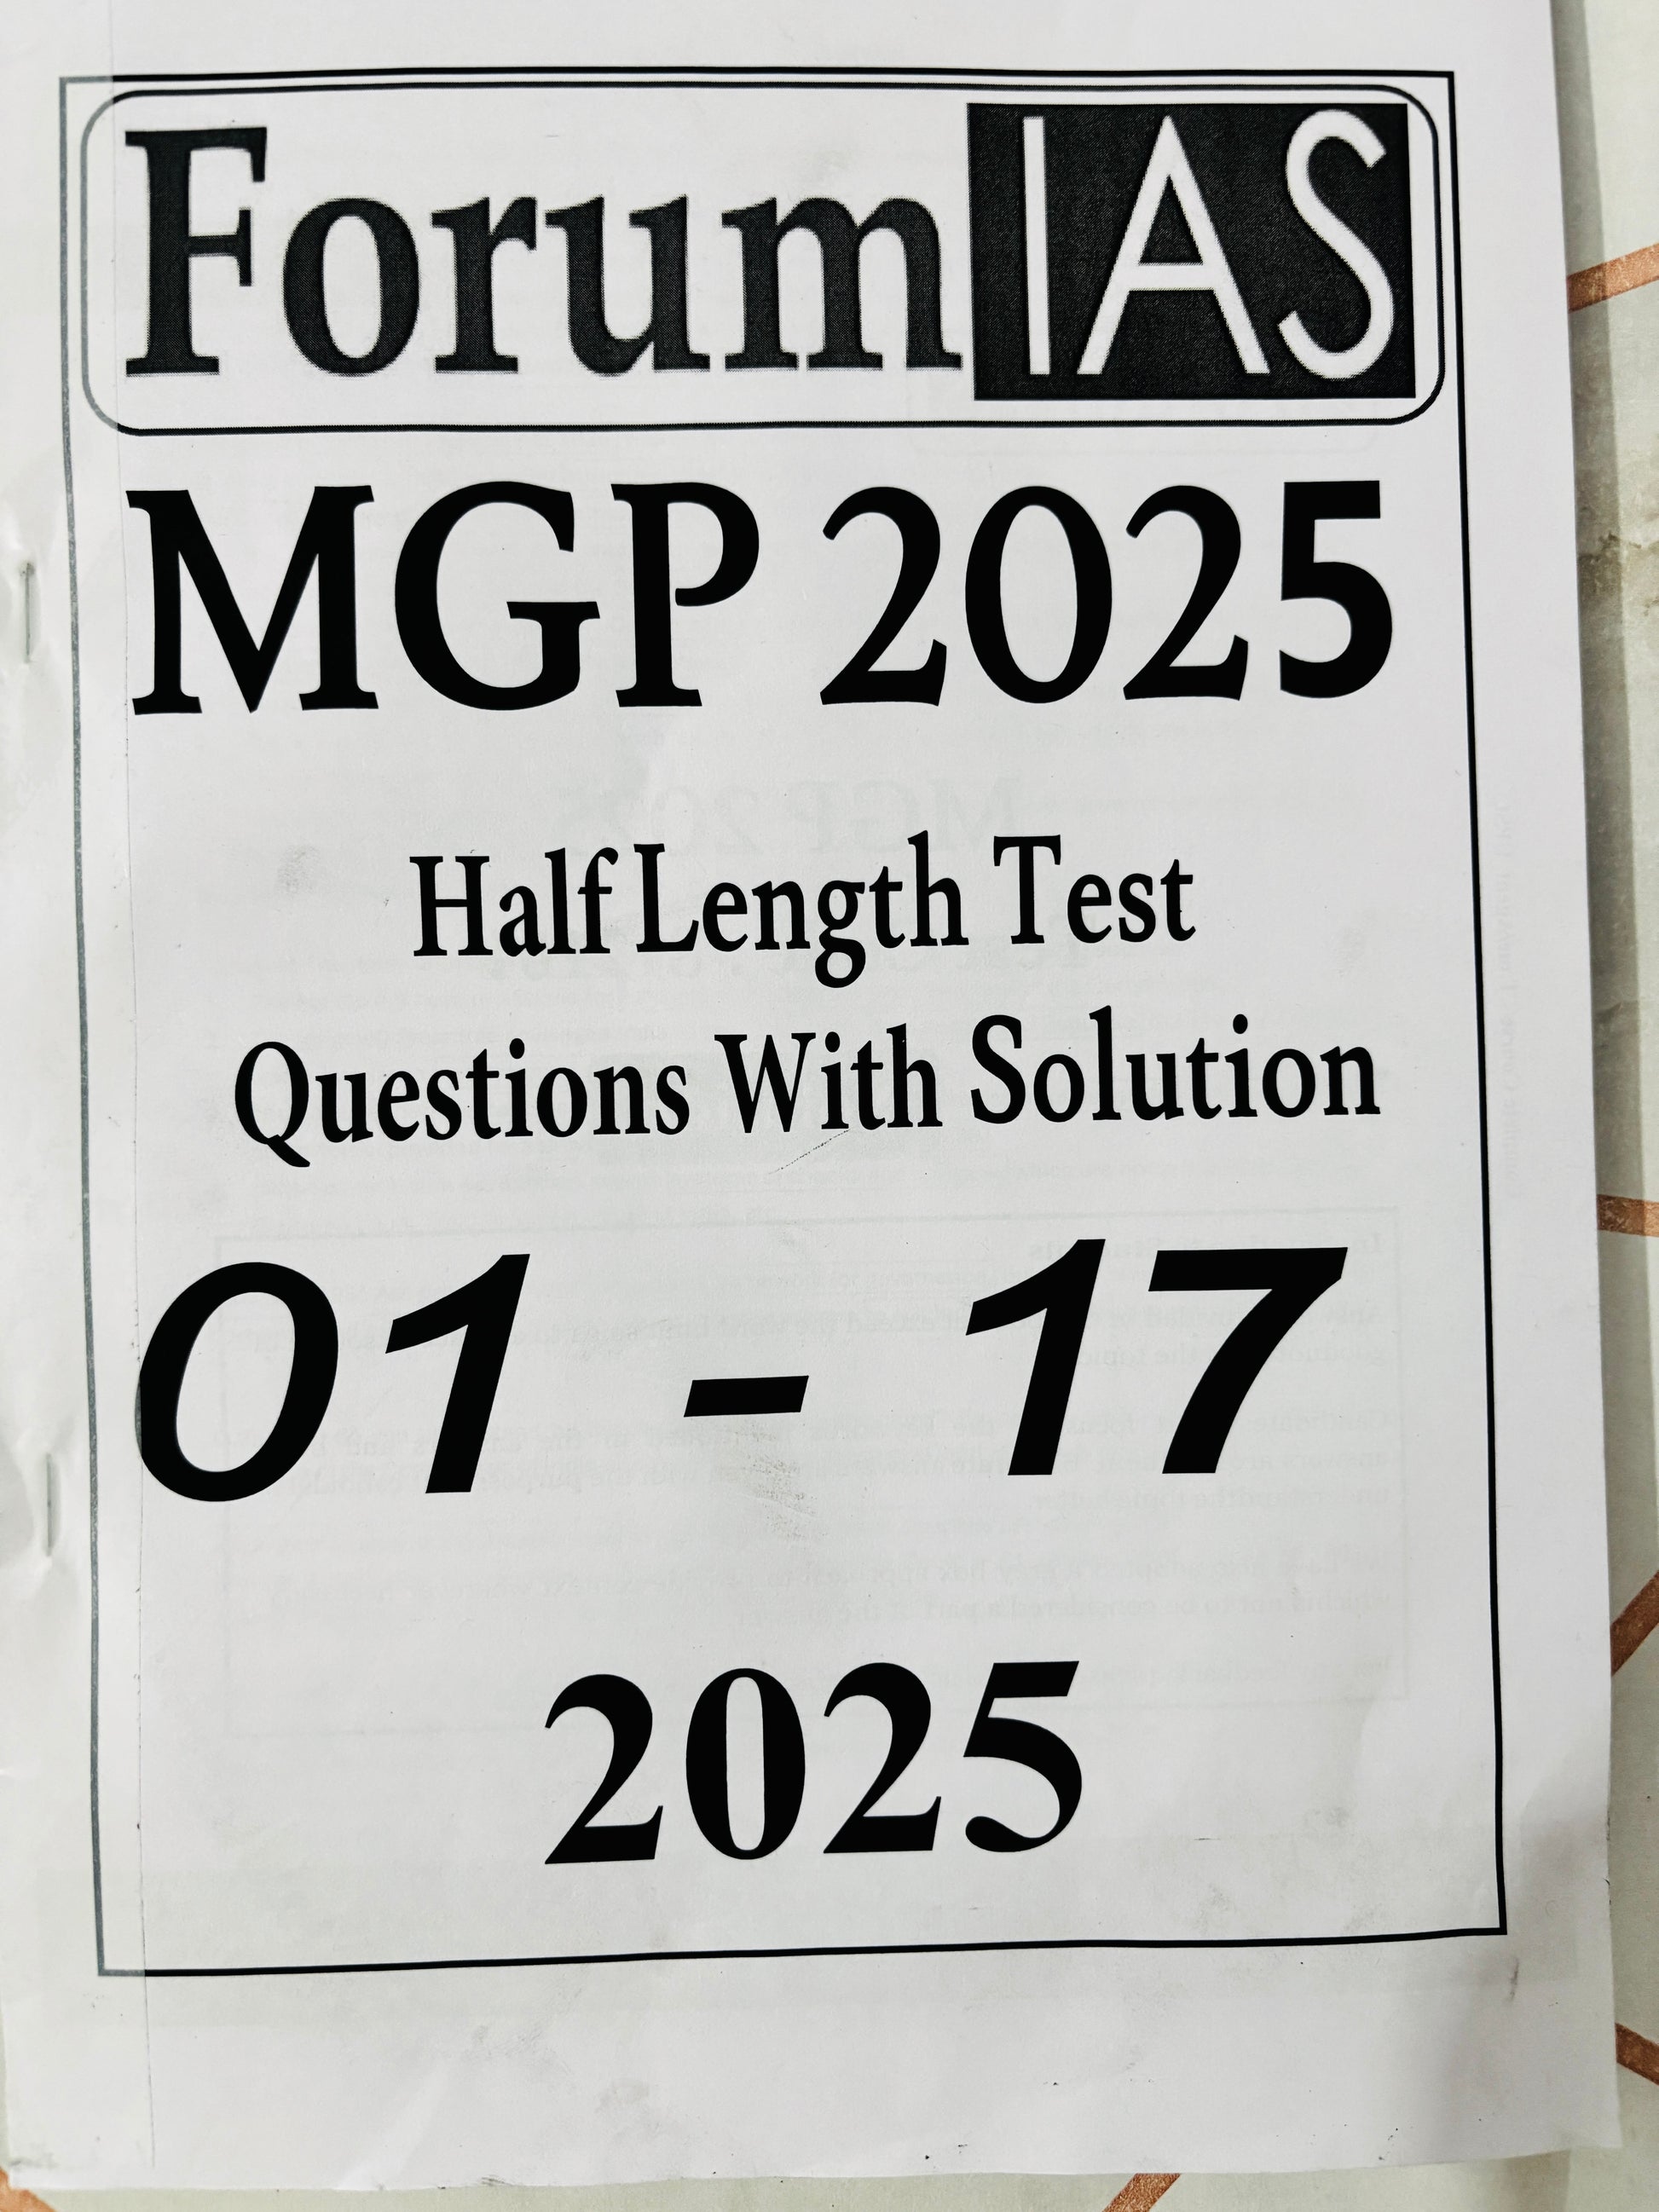 Forum IAS
MGP 2025
Half Length Test
Questions With Solution
01 - 17
2025